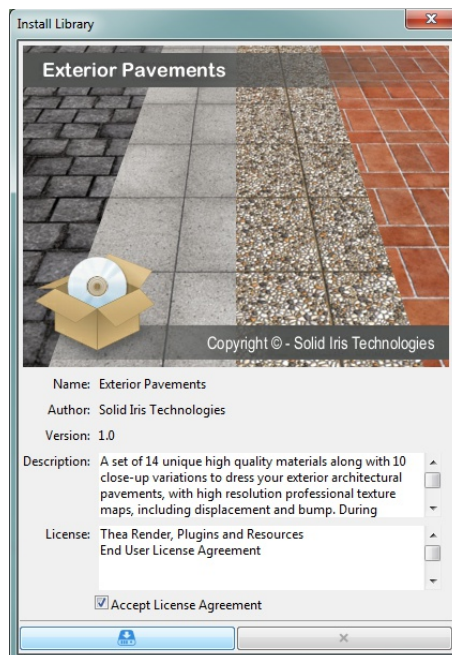 Install Library
Exterior Pavements
Copyright © - Solid Iris Technologies
Name: Exterior Pavements
Author: Solid Iris Technologies
Version: 1.0
Description: A set of 14 unique high quality materials along with 10
close-up variations to dress your exterior architectural
pavements, with high resolution professional texture
maps, including displacement and bump. During
License: Thea Render, Plugins and Resources
End User License Agreement
Accept License Agreement